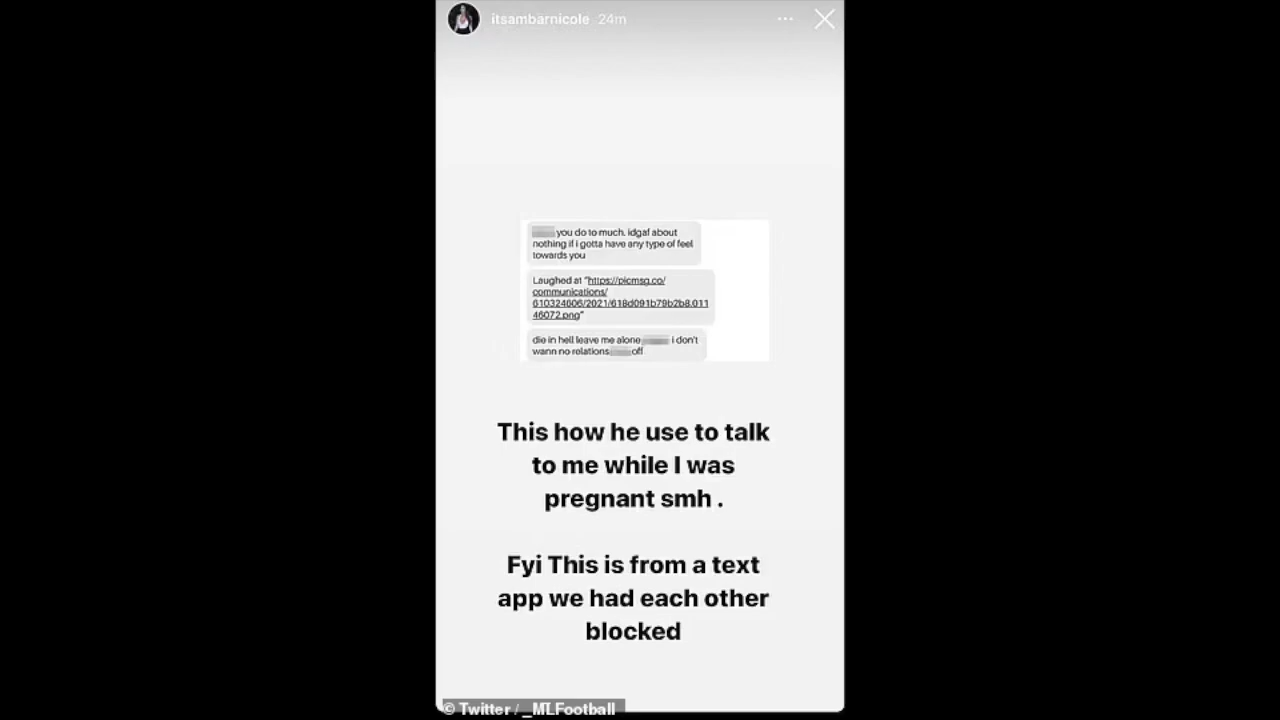 itsambarnicole 24m
you do to much. idgaf about
nothing if i gotta have any type of feel
towards you
Laughed at "https://picmsg.co/
communications/
610324606/2021/618d091b79b2b8.011
46072.png"
die in hell leave me alone i don't
wann no relations off
This how he use to talk
to me while I was
pregnant smh .
Fyi This is from a text
app we had each other
blocked
© Twitter / _MLFootball